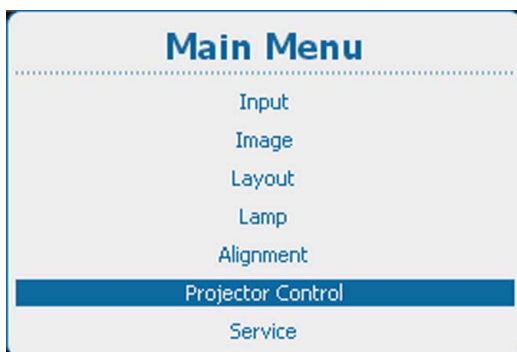 Main Menu
Input
Image
Layout
Lamp
Alignment
Projector Control
Service